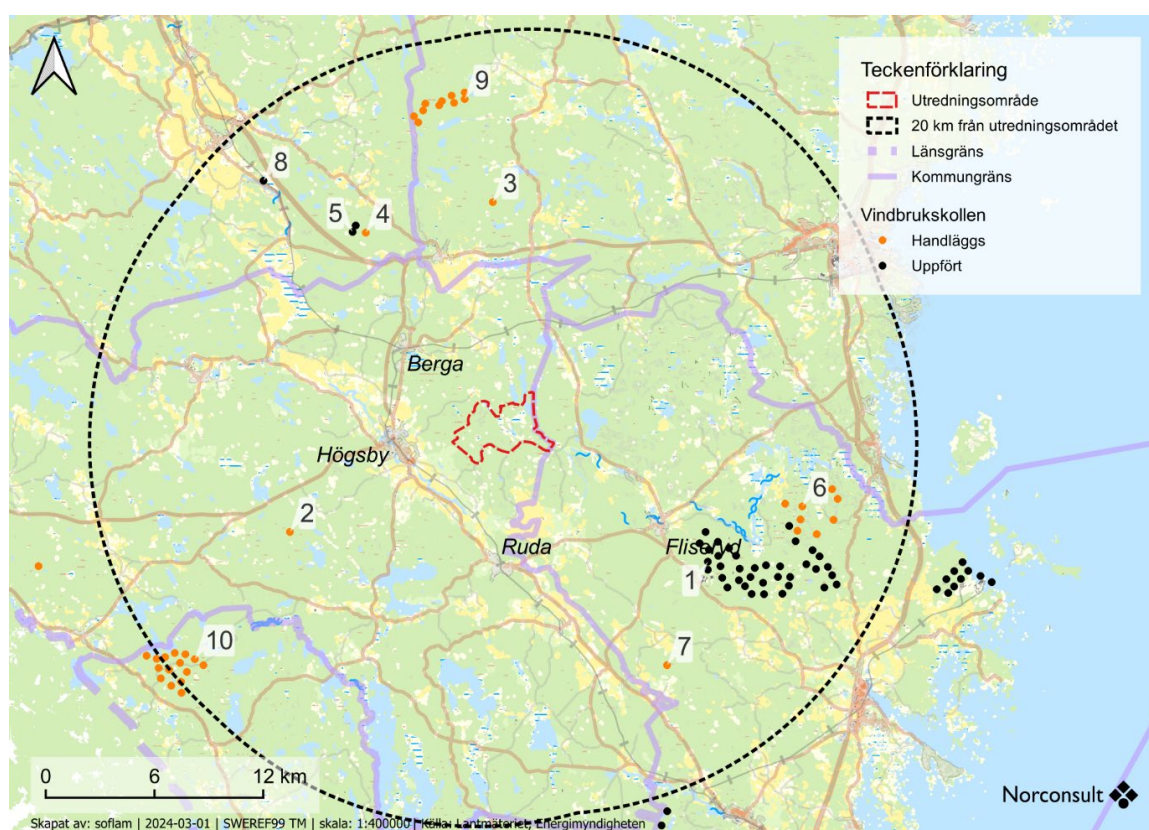 Teckenförklaring
Utredningsområde
20 km från utredningsområdet
Länsgräns
Kommungräns
Vindbrukskollen
Handläggs
Uppfört
9
8
3
5
4
Berga
Högsby
6
2
Ruda
Fliseryd
1
7
10
0 6 12 km
Norconsult
Skapat av: soflam | 2024-03-01 | SWEREF99 TM | skala: 1:400000 | Källa: Lantmäteriet, Energimyndigheten